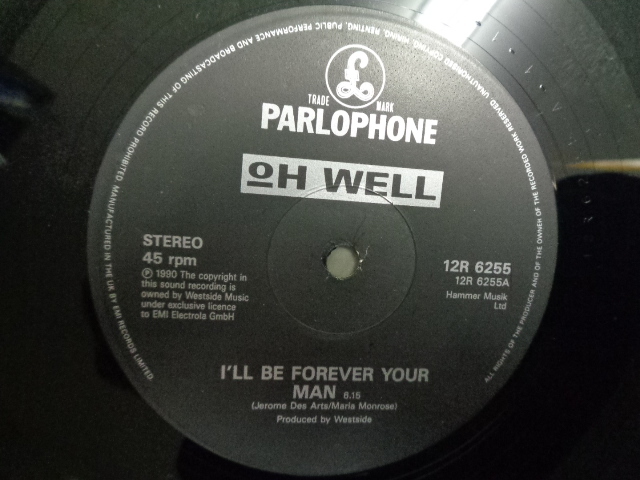 TRADE MARK
PARLOPHONE
OH WELL
STEREO
45 rpm
Ⓟ 1990 The copyright in
this sound recording is
owned by Westside Music
under exclusive licence
to EMI Electrola GmbH
12R 6255
12R 6255A
Hammer Musik
Ltd
I'LL BE FOREVER YOUR
MAN 6.15
(Jerome Des Arts/Maria Monrose)
Produced by Westside
ALL RIGHTS OF THE PRODUCER AND OF THE OWNER OF THE RECORDED WORK RESERVED. UNAUTHORISED COPYING, HIRING, RENTING, PUBLIC PERFORMANCE AND BROADCASTING OF THIS RECORD PROHIBITED. MANUFACTURED IN THE UK BY EMI RECORDS LIMITED.